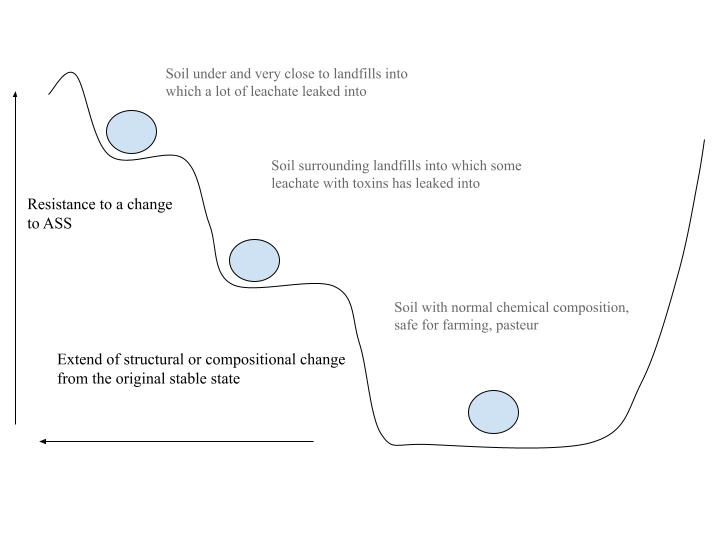 Soil under and very close to landfills into
which a lot of leachate leaked into
Soil surrounding landfills into which some
leachate with toxins has leaked into
Resistance to a change
to ASS
Soil with normal chemical composition,
safe for farming, pasteur
Extend of structural or compositional change
from the original stable state